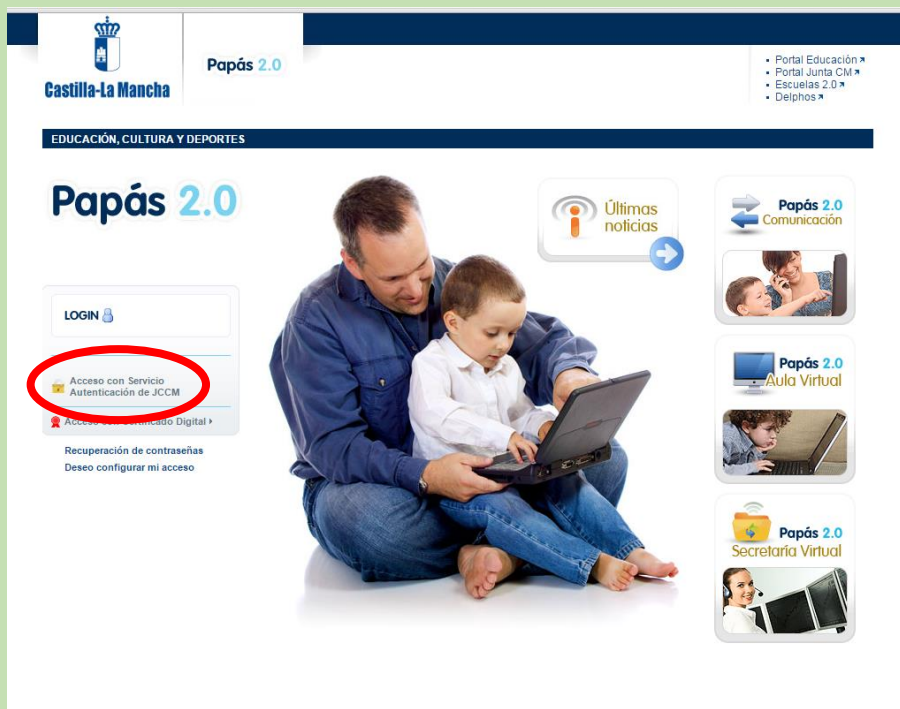 Castilla-La Mancha
Papás 2.0
Portal Educación
Portal Junta CM
Escuelas 2.0
Delphos
EDUCACIÓN, CULTURA Y DEPORTES
Papás 2.0
Últimas
noticias
Papás 2.0
Comunicación
LOGIN
Acceso con Servicio
Autenticación de JCCM
Acceso con Certificado Digital
Recuperación de contraseñas
Deseo configurar mi acceso
Papás 2.0
Aula Virtual
Papás 2.0
Secretaría Virtual